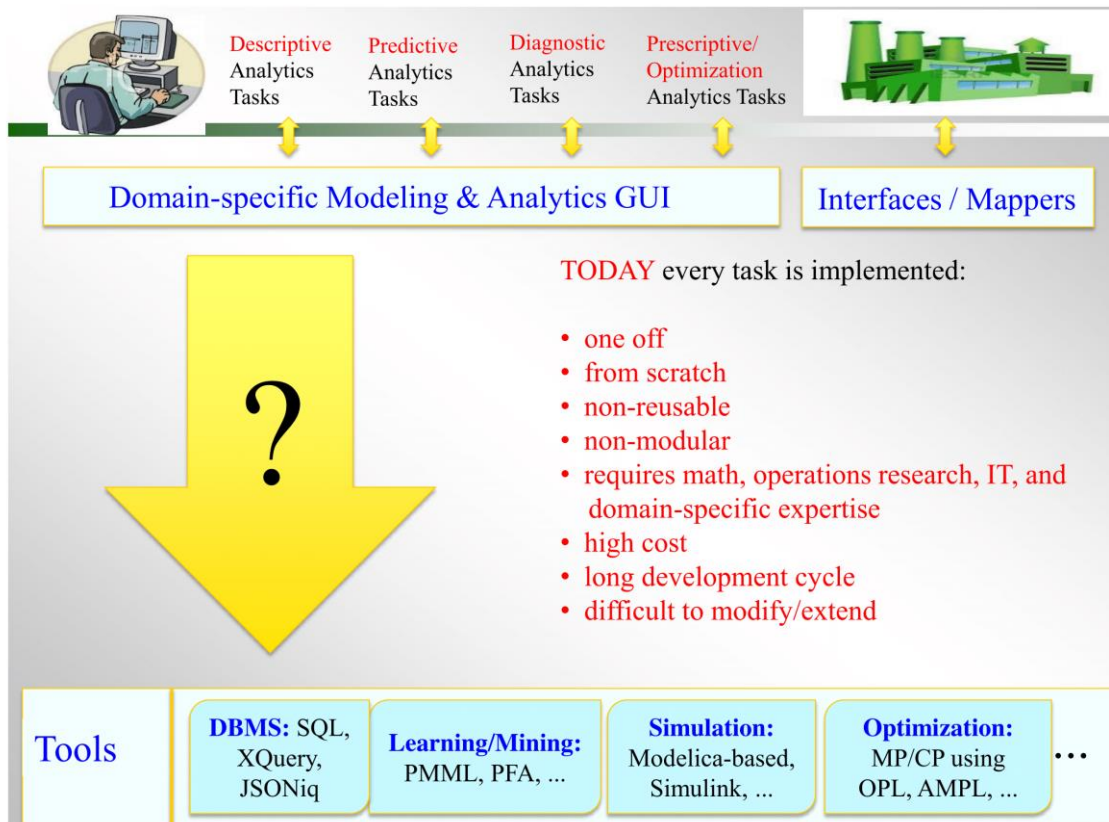 Descriptive
Analytics
Tasks
Predictive
Analytics
Tasks
Diagnostic
Analytics
Tasks
Prescriptive/
Optimization
Analytics Tasks
Domain-specific Modeling & Analytics GUI
Interfaces / Mappers
?
TODAY every task is implemented:
• one off
• from scratch
• non-reusable
• non-modular
• requires math, operations research, IT, and
domain-specific expertise
• high cost
• long development cycle
• difficult to modify/extend
Tools
DBMS: SQL,
XQuery,
JSONiq
Learning/Mining:
PMML, PFA, ...
Simulation:
Modelica-based,
Simulink, ...
Optimization:
MP/CP using
OPL, AMPL, ...
...